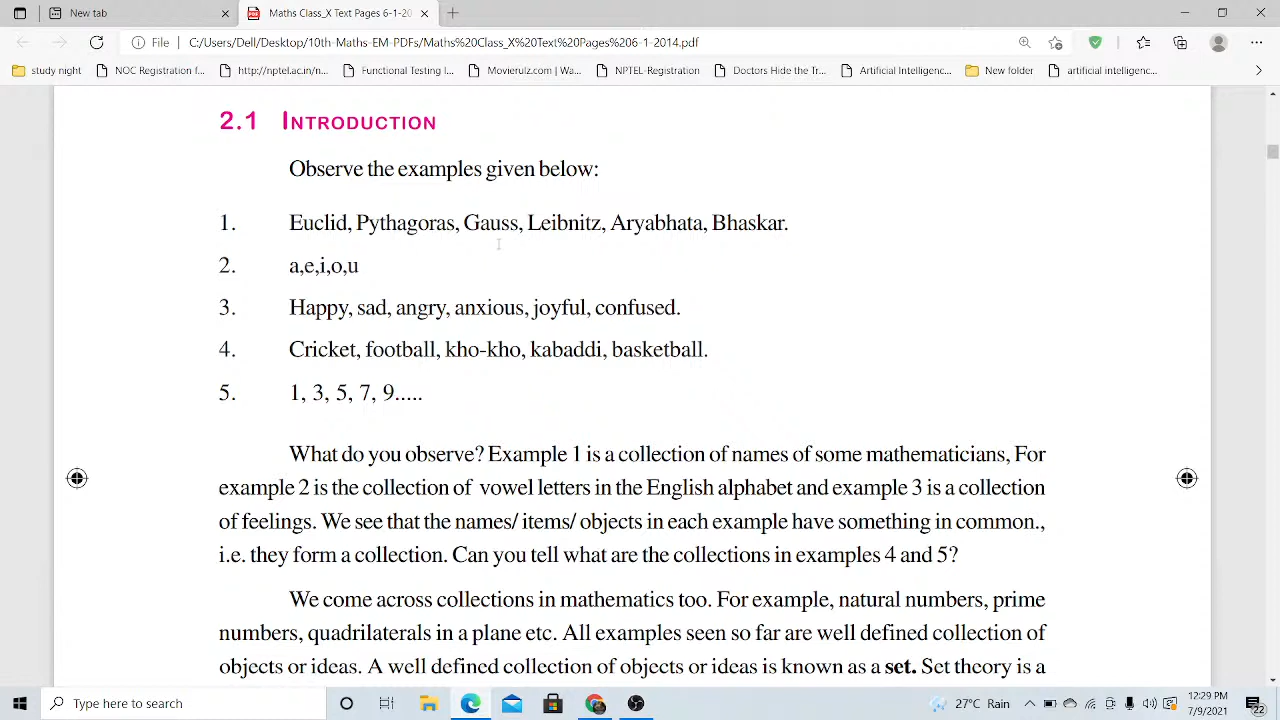 New tab
Maths Class_X Text Pages 6-1-20
File
C:/Users/Dell/Desktop/10th-Maths EM-PDFs/Maths%20Class_X%20Text%20Pages%206-1-2014.pdf
study night
NOC Registration f...
http://nptel.ac.in/n...
Functional Testing I...
Movierulz.com | Wa...
NPTEL-Registration
Doctors Hide the Tr...
Artificial Intelligenc...
New folder
artificial intelligenc...
2.1 INTRODUCTION
Observe the examples given below:
1. Euclid, Pythagoras, Gauss, Leibnitz, Aryabhata, Bhaskar.
2. a,e,i,o,u
3. Happy, sad, angry, anxious, joyful, confused.
4. Cricket, football, kho-kho, kabaddi, basketball.
5. 1, 3, 5, 7, 9.....
What do you observe? Example 1 is a collection of names of some mathematicians, For
example 2 is the collection of vowel letters in the English alphabet and example 3 is a collection
of feelings. We see that the names/ items/ objects in each example have something in common.,
i.e. they form a collection. Can you tell what are the collections in examples 4 and 5?
We come across collections in mathematics too. For example, natural numbers, prime
numbers, quadrilaterals in a plane etc. All examples seen so far are well defined collection of
objects or ideas. A well defined collection of objects or ideas is known as a set. Set theory is a
Type here to search
27°C Rain
12:29 PM
7/9/2021
22